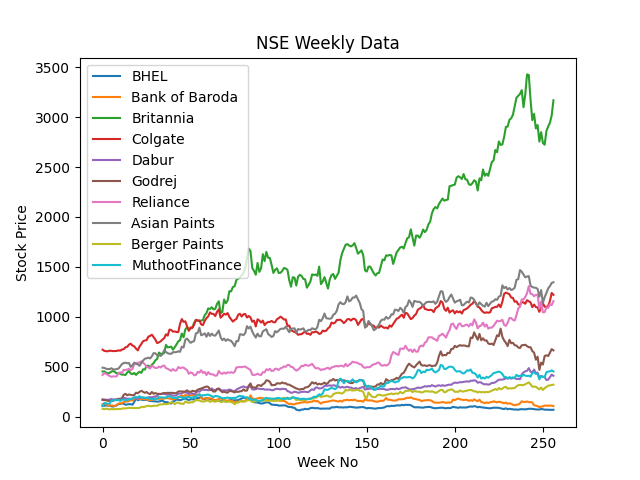 NSE Weekly Data
Stock Price
3500
3000
2500
2000
1500
1000
500
0
BHEL
Bank of Baroda
Britannia
Colgate
Dabur
Godrej
Reliance
Asian Paints
Berger Paints
MuthootFinance
0 50 100 150 200 250
Week No